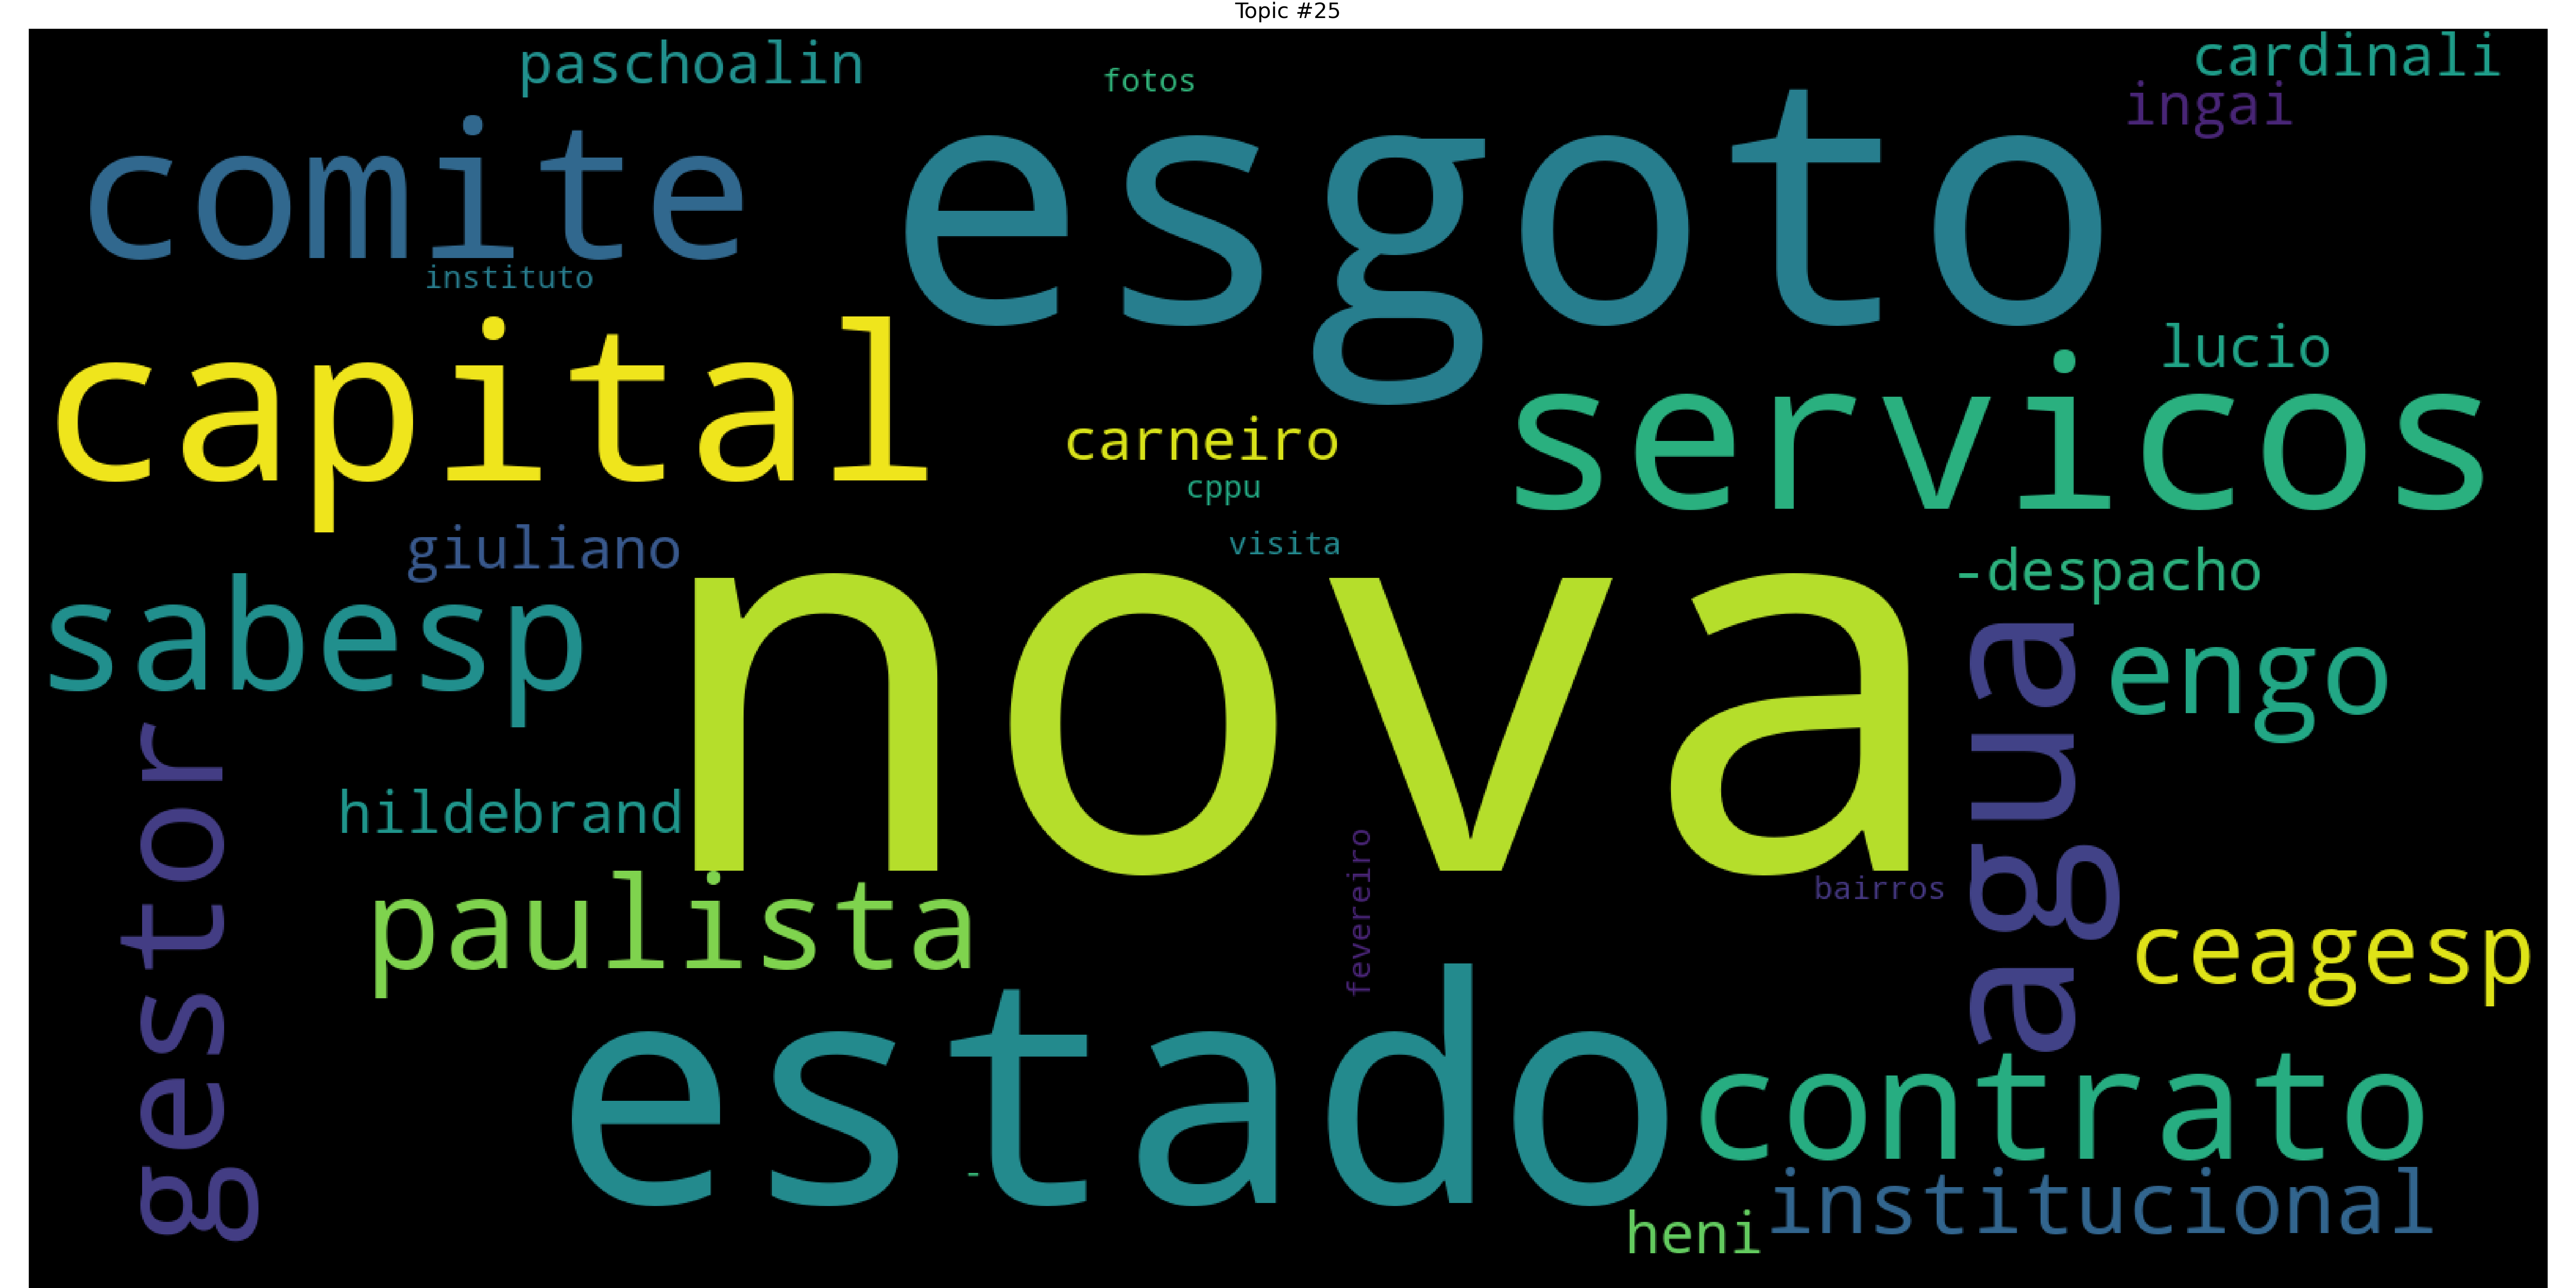 Topic #25
paschoalin
fotos
cardinali
ingai
comite
esgoto
instituto
capital
lucio
servicos
carneiro
cppu
giuliano
visita
-despacho
sabesp
nova
agua
engo
gestor
hildebrand
fevereiro
paulista
bairros
ceagesp
estado
contrato
-
institucional
heni